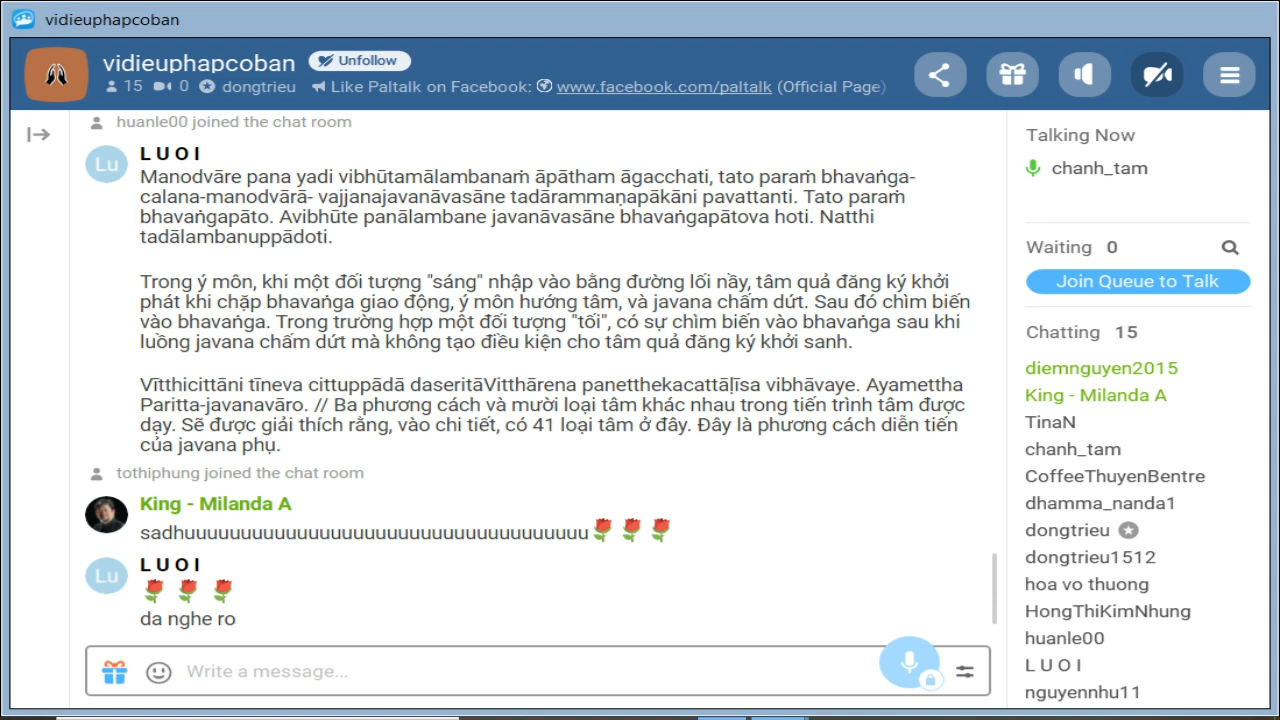 vidieuphapcoban
vidieuphapcoban Unfollow
15 0 dongtrieu Like Paltalk on Facebook: www.facebook.com/paltalk (Official Page)
huanle00 joined the chat room
Lu
L U O I
Manodvāre pana yadi vibhūtamālambanaṁ āpātham āgacchati, tato paraṁ bhavaṅga-
calana-manodvārā- vajjanajavanāvasāne tadārammaṇapākāni pavattanti. Tato paraṁ
bhavaṅgapāto. Avibhūte panālambane javanāvasāne bhavaṅgapātova hoti. Natthi
tadālambanuppādoti.
Trong ý môn, khi một đối tượng "sáng" nhập vào bằng đường lối nầy, tâm quả đăng ký khởi
phát khi chặp bhavaṅga giao động, ý môn hướng tâm, và javana chấm dứt. Sau đó chìm biến
vào bhavaṅga. Trong trường hợp một đối tượng "tối", có sự chìm biến vào bhavaṅga sau khi
luồng javana chấm dứt mà không tạo điều kiện cho tâm quả đăng ký khởi sanh.
Vītthicittāni tīneva cittuppādā daseritāVitthārena panetthekacattāḷīsa vibhāvaye. Ayamettha
Paritta-javanavāro. // Ba phương cách và mười loại tâm khác nhau trong tiến trình tâm được
dạy. Sẽ được giải thích rằng, vào chi tiết, có 41 loại tâm ở đây. Đây là phương cách diễn tiến
của javana phụ.
tothiphung joined the chat room
King - Milanda A
sadhuuuuuuuuuuuuuuuuuuuuuuuuuuuuuuuuuuuu🌹 🌹 🌹
Lu
L U O I
🌹 🌹 🌹
da nghe ro
Write a message...
Talking Now
chanh_tam
Waiting 0
Join Queue to Talk
Chatting 15
diemnguyen2015
King - Milanda A
TinaN
chanh_tam
CoffeeThuyenBentre
dhamma_nanda1
dongtrieu
dongtrieu1512
hoa vo thuong
HongThiKimNhung
huanle00
L U O I
nguyennhu11